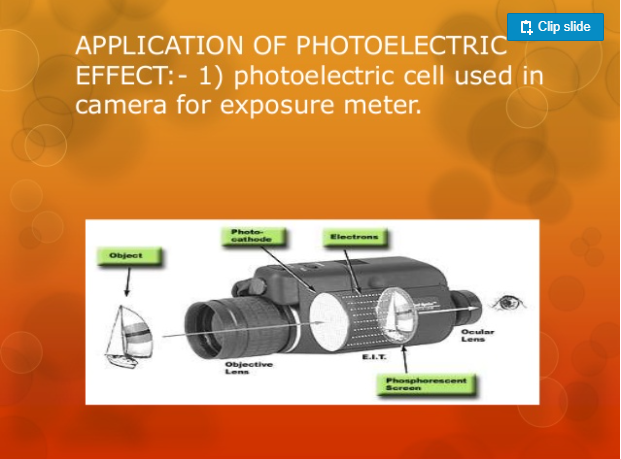 Clip slide
APPLICATION OF PHOTOELECTRIC
EFFECT:- 1) photoelectric cell used in
camera for exposure meter.
Photo-
cathode
Electrons
Object
Ocular
Lens
E.I.T.
Objective
Lens
Phosphorescent
Screen